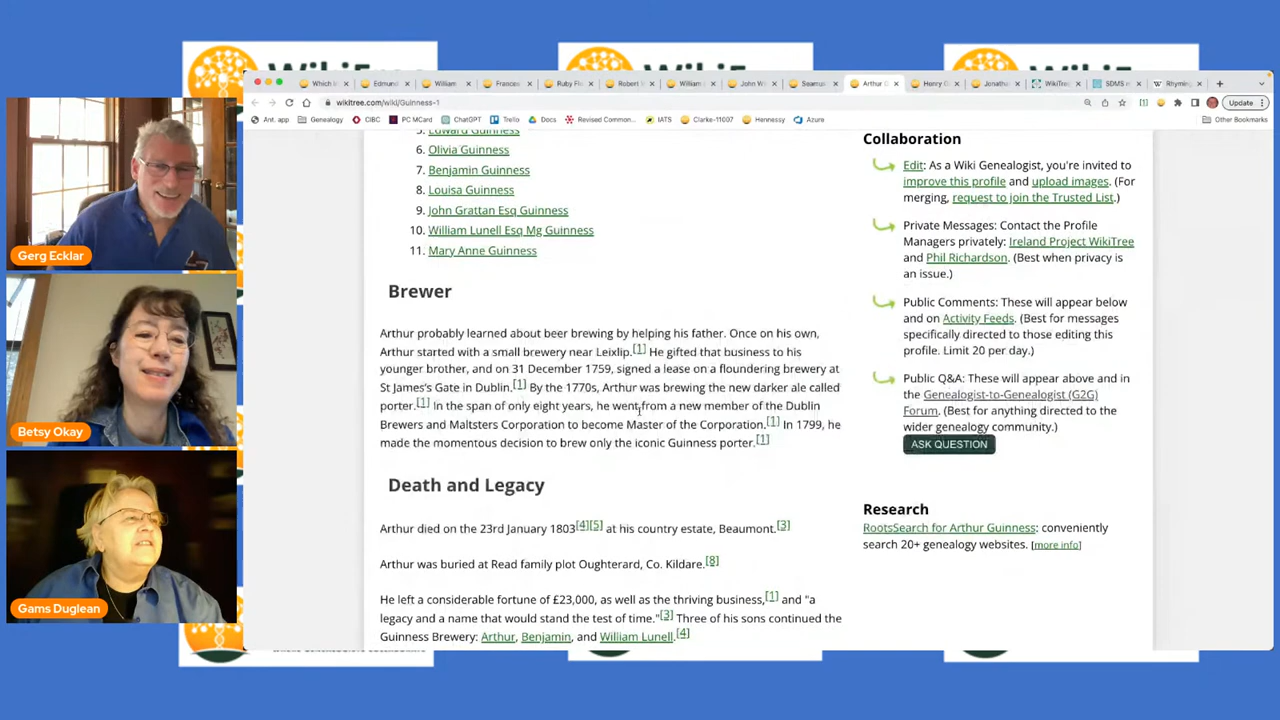 Which i
Edmund
William
Frances
Ruby Fl
Robert
William
John W
Seamus
Arthur G
Henry G
Jonatha
WikiTre
SDMS m
Rhyming
wikitree.com/wiki/Guinness-1
Update
Ant. app
Genealogy
CIBC
PC MCard
ChatGPT
Trello
Docs
Revised Common...
IATS
Clarke-11007
Hennessy
Azure
Other Bookmarks
5. Edward Guinness
6. Olivia Guinness
7. Benjamin Guinness
8. Louisa Guinness
9. John Grattan Esq Guinness
10. William Lunell Esq Mg Guinness
11. Mary Anne Guinness
Brewer
Arthur probably learned about beer brewing by helping his father. Once on his own,
Arthur started with a small brewery near Leixlip.[1] He gifted that business to his
younger brother, and on 31 December 1759, signed a lease on a floundering brewery at
St James's Gate in Dublin.[1] By the 1770s, Arthur was brewing the new darker ale called
porter.[1] In the span of only eight years, he went from a new member of the Dublin
Brewers and Maltsters Corporation to become Master of the Corporation.[1] In 1799, he
made the momentous decision to brew only the iconic Guinness porter.[1]
Death and Legacy
Arthur died on the 23rd January 1803[4][5] at his country estate, Beaumont.[3]
Arthur was buried at Read family plot Oughterard, Co. Kildare.[8]
He left a considerable fortune of £23,000, as well as the thriving business,[1] and "a
legacy and a name that would stand the test of time."[3] Three of his sons continued the
Guinness Brewery: Arthur, Benjamin, and William Lunell.[4]
Collaboration
Edit: As a Wiki Genealogist, you're invited to
improve this profile and upload images. (For
merging, request to join the Trusted List.)
Private Messages: Contact the Profile
Managers privately: Ireland Project WikiTree
and Phil Richardson. (Best when privacy is
an issue.)
Public Comments: These will appear below
and on Activity Feeds. (Best for messages
specifically directed to those editing this
profile. Limit 20 per day.)
Public Q&A: These will appear above and in
the Genealogist-to-Genealogist (G2G)
Forum. (Best for anything directed to the
wider genealogy community.)
ASK QUESTION
Research
RootsSearch for Arthur Guinness: conveniently
search 20+ genealogy websites. [more info]
Gerg Ecklar
Betsy Okay
Gams Duglean